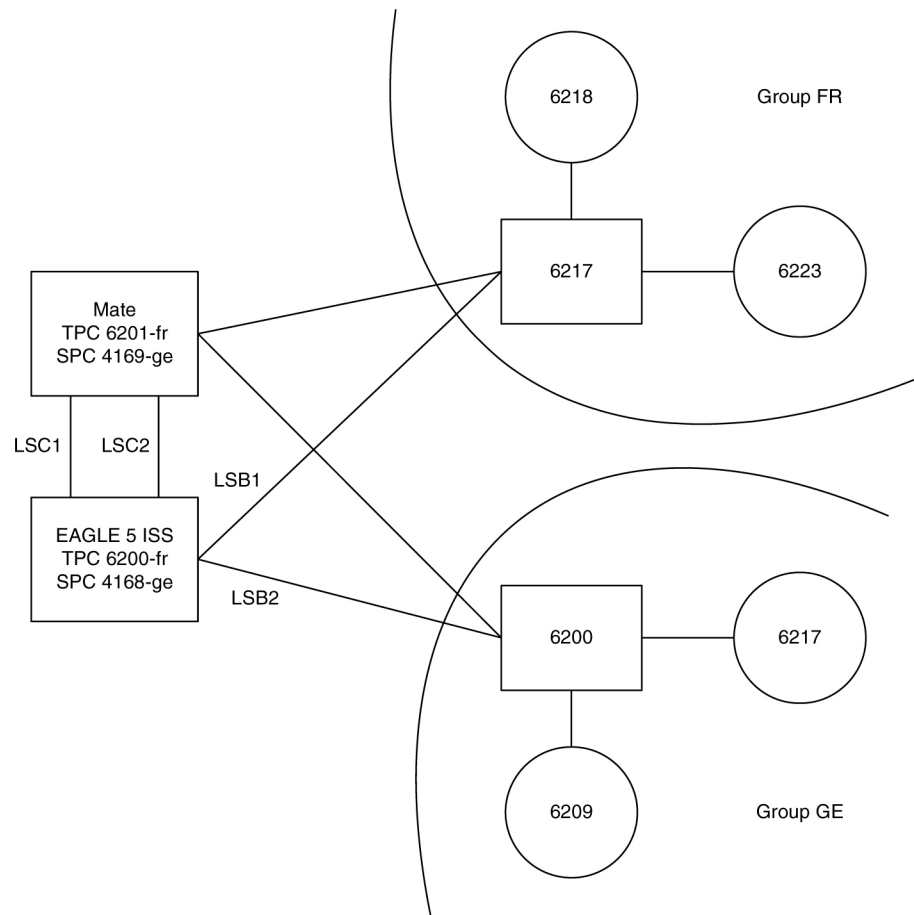 6218
Group FR
6217
6223
Mate
TPC 6201-fr
SPC 4169-ge
LSC1
LSC2
LSB1
EAGLE 5 ISS
TPC 6200-fr
SPC 4168-ge
LSB2
6200
6217
6209
Group GE